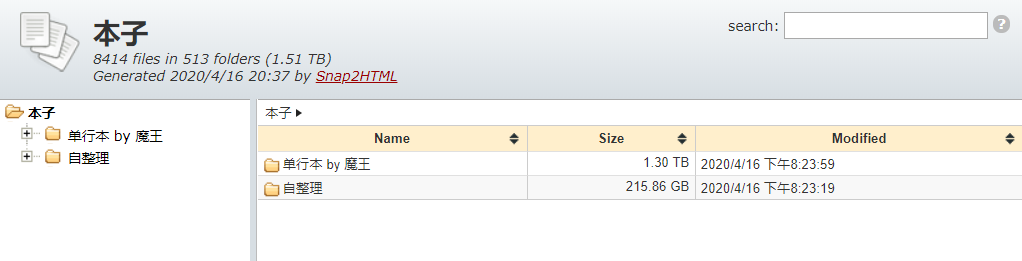 本子
8414 files in 513 folders (1.51 TB)
Generated 2020/4/16 20:37 by Snap2HTML
search:
?
本子
单行本 by 魔王
自整理
本子
Name Size Modified
单行本 by 魔王 1.30 TB 2020/4/16 下午8:23:59
自整理 215.86 GB 2020/4/16 下午8:23:19